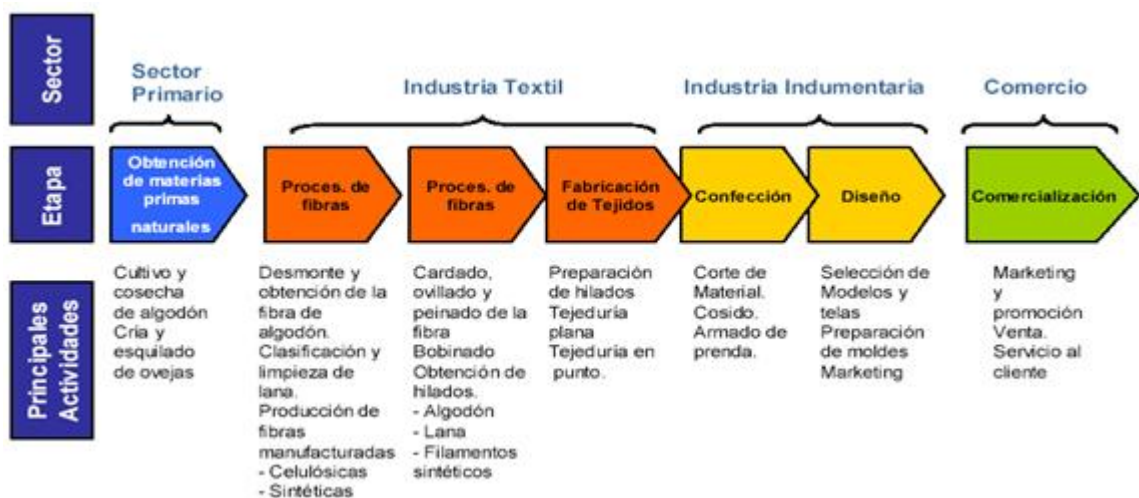 Sector
Sector
Primario
Industria Textil
Industria Indumentaria
Comercio
Etapa
Obtención
de materias
primas
naturales
Proces. de
fibras
Proces. de
fibras
Fabricación
de Tejidos
Confección
Diseño
Comercialización
Principales
Actividades
Cultivo y
cosecha
de algodón
Cría y
esquilado
de ovejas
Desmonte y
obtención de la
fibra de
algodón.
Clasificación y
limpieza de
lana.
Producción de
fibras
manufacturadas
- Celulósicas
- Sintéticas
Cardado,
ovillado y
peinado de la
fibra
Bobinado
Obtención de
hilados.
- Algodón
- Lana
- Filamentos
sintéticos
Preparación
de hilados
Tejeduría
plana
Tejeduría en
punto.
Corte de
Material.
Cosido.
Armado de
prenda.
Selección de
Modelos y
telas
Preparación
de moldes
Marketing
Marketing
y
promoción
Venta.
Servicio al
cliente